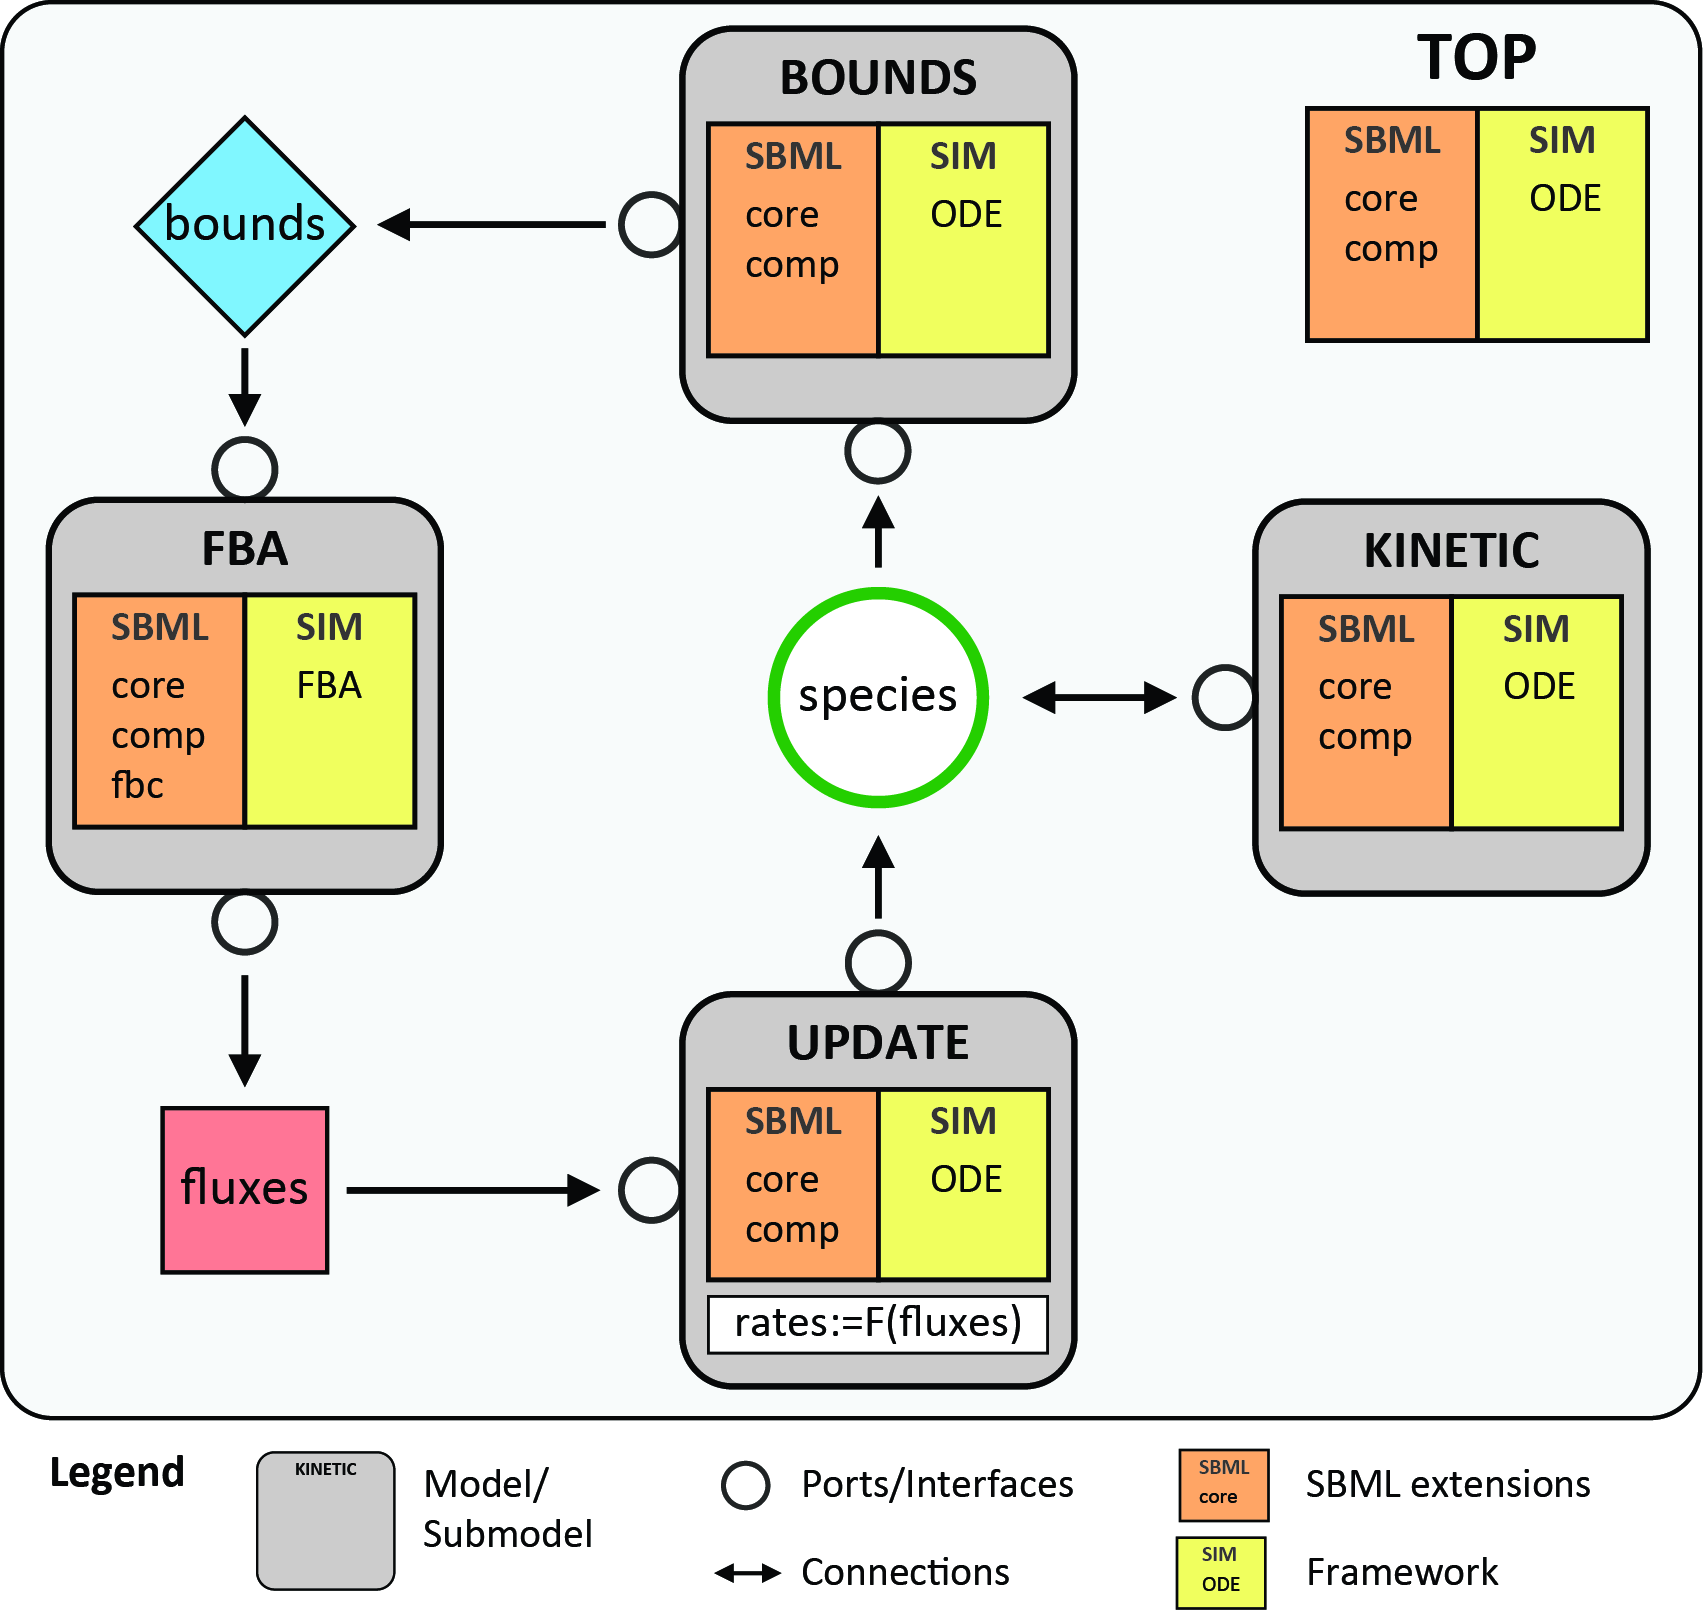 TOP
SBML SIM
core ODE
comp
BOUNDS
SBML SIM
core ODE
comp
bounds
FBA
SBML SIM
core FBA
comp
fbc
species
KINETIC
SBML SIM
core ODE
comp
fluxes
UPDATE
SBML SIM
core ODE
comp
rates:=F(fluxes)
Legend
KINETIC
Model/
Submodel
Ports/Interfaces
Connections
SBML
core
SBML extensions
SIM
ODE
Framework